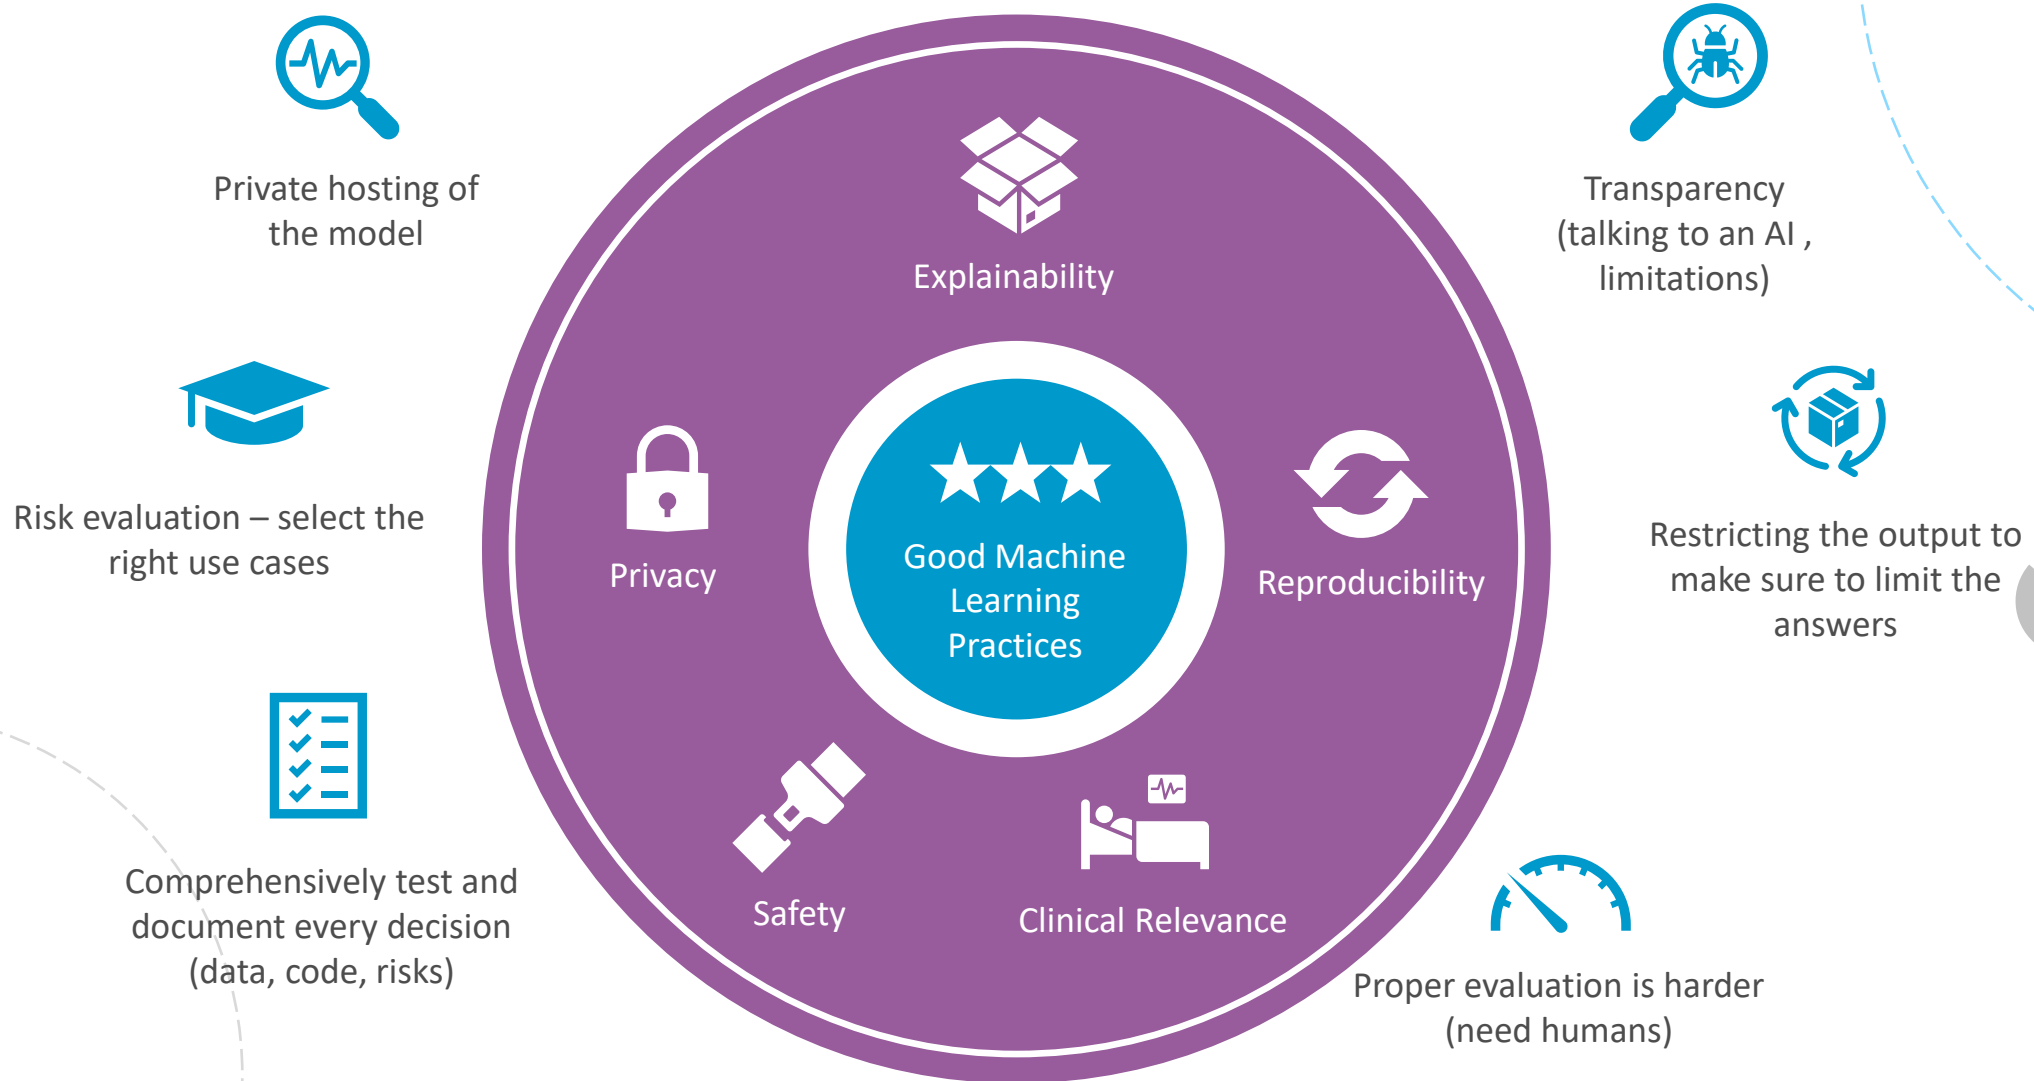 Private hosting of
the model
Risk evaluation – select the
right use cases
Comprehensively test and
document every decision
(data, code, risks)
Explainability
Privacy
Good Machine
Learning
Practices
Reproducibility
Safety
Clinical Relevance
Transparency
(talking to an AI ,
limitations)
Restricting the output to
make sure to limit the
answers
Proper evaluation is harder
(need humans)